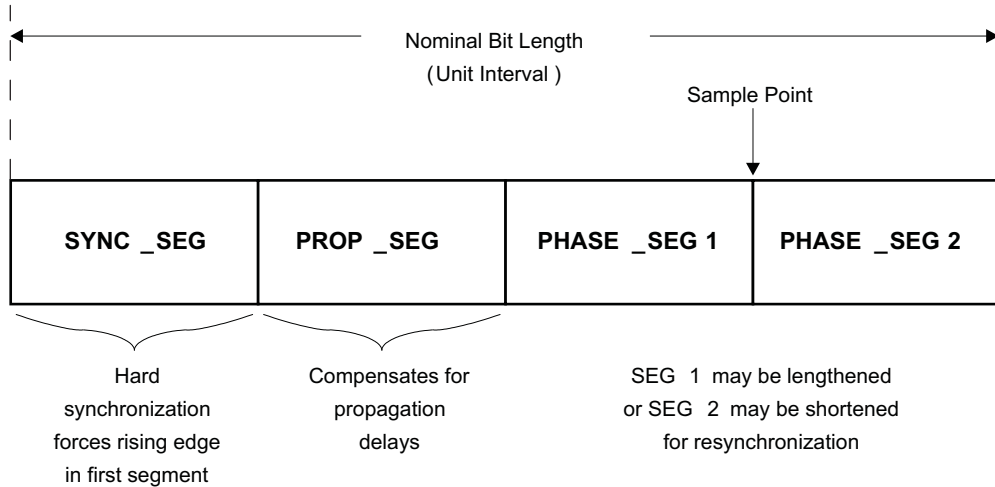 Nominal Bit Length
(Unit Interval )
Sample Point
SYNC _SEG
PROP _SEG
PHASE _SEG 1
PHASE _SEG 2
Hard
synchronization
forces rising edge
in first segment
Compensates for
propagation
delays
SEG 1 may be lengthened
or SEG 2 may be shortened
for resynchronization